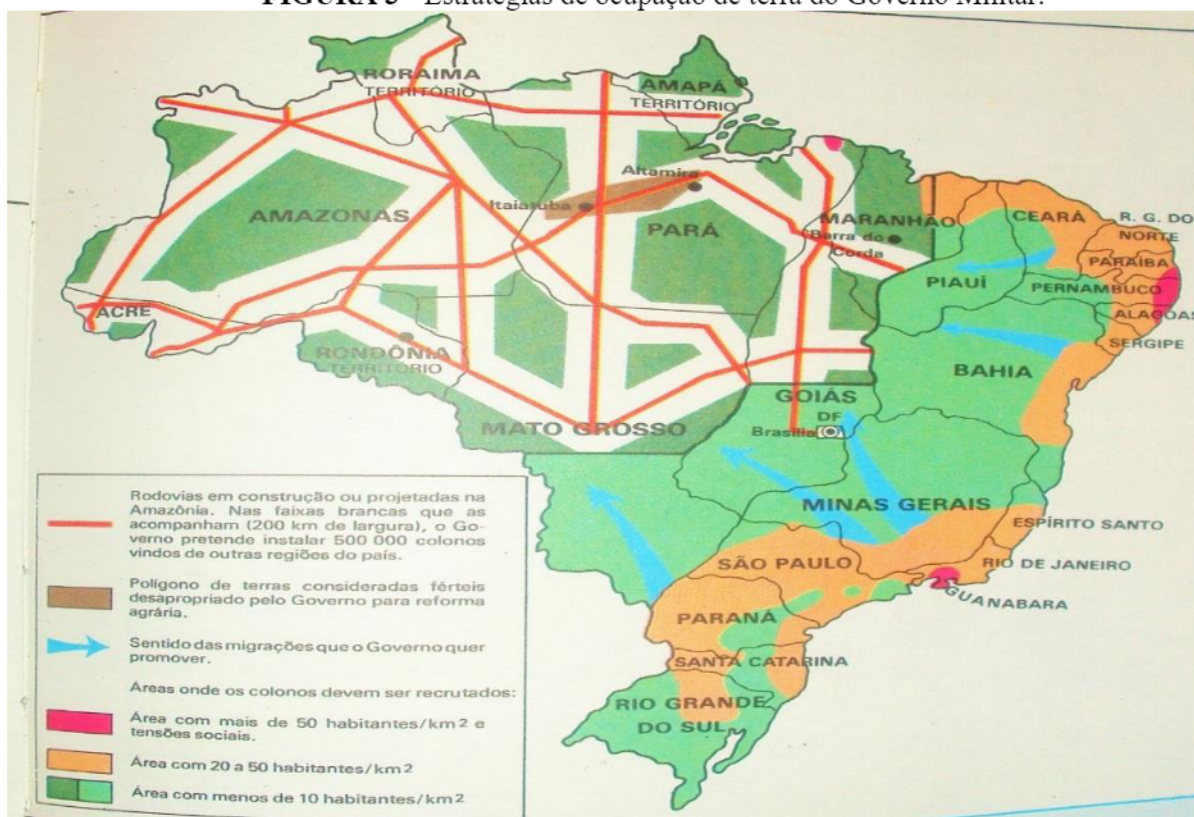 FIGURA 3 - Estratégias de ocupação de terra do Governo Militar.
RORAIMA
TERRITÓRIO
AMAPÁ
TERRITÓRIO
Altamira
Itaiatuba
AMAZONAS
PARÁ
MARANHÃO
Barra do
Corda
CEARÁ
R. G. DO
NORTE
PARAÍBA
PIAUÍ
PERNAMBUCO
ALAGOAS
SERGIPE
ACRE
RONDÔNIA
TERRITÓRIO
BAHIA
GOIÁS
DF
Brasília
MATO GROSSO
MINAS GERAIS
ESPÍRITO SANTO
SÃO PAULO
RIO DE JANEIRO
GUANABARA
PARANÁ
SANTA CATARINA
RIO GRANDE
DO SUL
Rodovias em construção ou projetadas na
Amazônia. Nas faixas brancas que as
acompanham (200 km de largura), o Go-
verno pretende instalar 500 000 colonos
vindos de outras regiões do país.
Polígono de terras consideradas férteis
desapropriado pelo Governo para reforma
agrária.
Sentido das migrações que o Governo quer
promover.
Áreas onde os colonos devem ser recrutados:
Área com mais de 50 habitantes/km2 e
tensões sociais.
Área com 20 a 50 habitantes/km2
Área com menos de 10 habitantes/km2